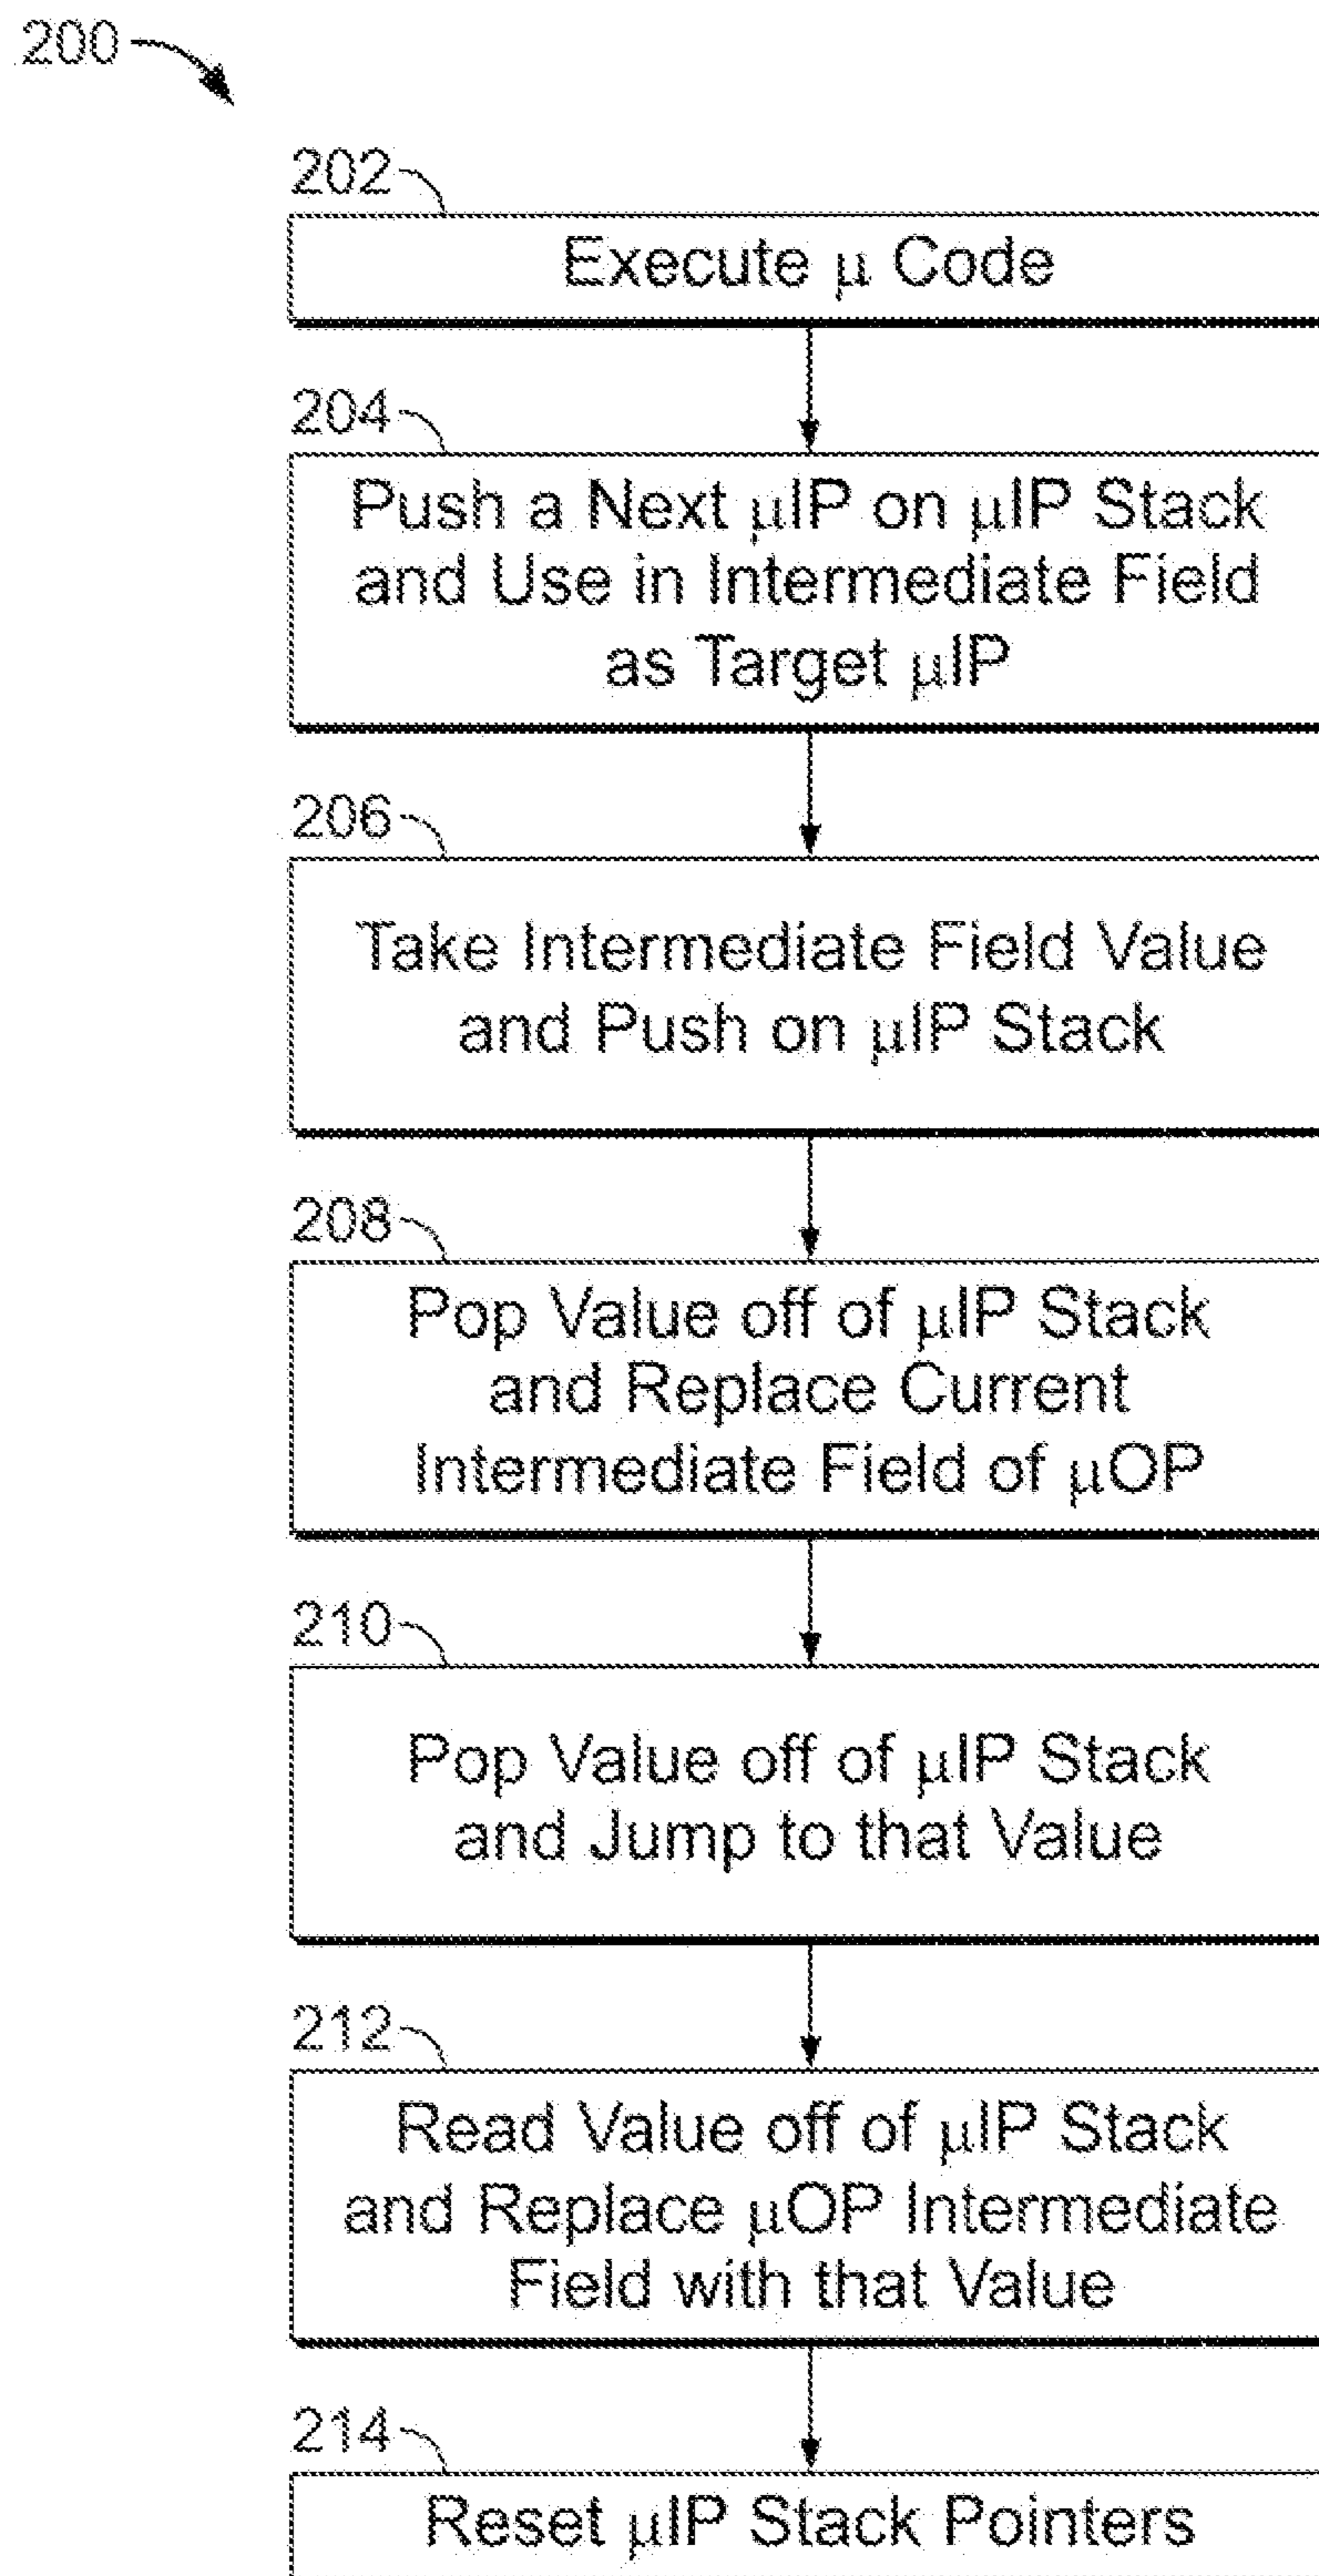 200
202
Execute μ Code
204
Push a Next μIP on μIP Stack
and Use in Intermediate Field
as Target μIP
206
Take Intermediate Field Value
and Push on μIP Stack
208
Pop Value off of μIP Stack
and Replace Current
Intermediate Field of μOP
210
Pop Value off of μIP Stack
and Jump to that Value
212
Read Value off of μIP Stack
and Replace μOP Intermediate
Field with that Value
214
Reset μIP Stack Pointers